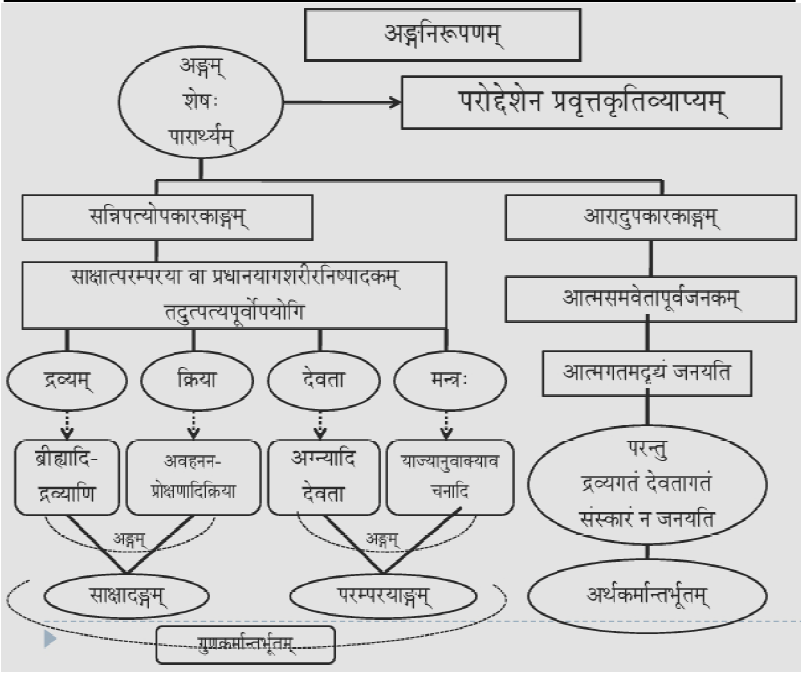 अङ्गनिरूपणम्
अङ्गम्
शेषः
पारार्थ्यम्
परोद्देशेन प्रवृत्तकृतिव्याप्यम्
सन्निपत्योपकारकाङ्गम्
आरादुपकारकाङ्गम्
साक्षात्परम्परया वा प्रधानयागशरीरनिष्पादकम्
तदुत्पत्यपूर्वोपयोगि
आत्मसमवेतापूर्वजनकम्
द्रव्यम्
क्रिया
देवता
मन्त्रः
आत्मगतमदृष्टं जनयति
ब्रीह्यादि-
द्रव्याणि
अवहनन-
प्रोक्षणादिक्रिया
अग्न्यादि
देवता
याज्यानुवाक्याव
चनादि
परन्तु
द्रव्यगतं देवतागतं
संस्कारं न जनयति
अङ्गम्
अङ्गम्
साक्षादङ्गम्
परम्परयाङ्गम्
अर्थकर्मान्तर्भूतम्
गुणकर्मान्तर्भूतम्